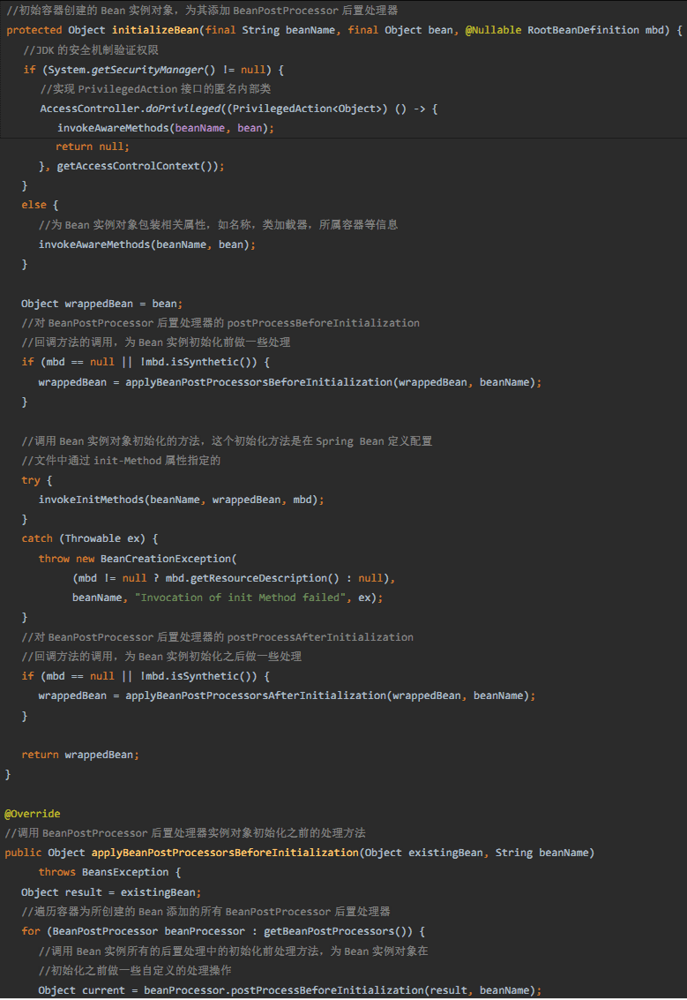 //初始容器创建的 Bean 实例对象，为其添加 BeanPostProcessor 后置处理器
protected Object initializeBean(final String beanName, final Object bean, @Nullable RootBeanDefinition mbd) {
//JDK 的安全机制验证权限
if (System.getSecurityManager() != null) {
//实现 PrivilegedAction 接口的匿名内部类
AccessController.doPrivileged((PrivilegedAction<Object>) () -> {
invokeAwareMethods(beanName, bean);
return null;
}, getAccessControlContext());
}
else {
//为 Bean 实例对象包装相关属性，如名称，类加载器，所属容器等信息
invokeAwareMethods(beanName, bean);
}
Object wrappedBean = bean;
//对 BeanPostProcessor 后置处理器的 postProcessBeforeInitialization
//回调方法的调用，为 Bean 实例初始化前做一些处理
if (mbd == null || !mbd.isSynthetic()) {
wrappedBean = applyBeanPostProcessorsBeforeInitialization(wrappedBean, beanName);
}
//调用 Bean 实例对象初始化的方法，这个初始化方法是在 Spring Bean 定义配置
//文件中通过 init-Method 属性指定的
try {
invokeInitMethods(beanName, wrappedBean, mbd);
}
catch (Throwable ex) {
throw new BeanCreationException(
(mbd != null ? mbd.getResourceDescription() : null),
beanName, "Invocation of init Method failed", ex);
}
//对 BeanPostProcessor 后置处理器的 postProcessAfterInitialization
//回调方法的调用，为 Bean 实例初始化之后做一些处理
if (mbd == null || !mbd.isSynthetic()) {
wrappedBean = applyBeanPostProcessorsAfterInitialization(wrappedBean, beanName);
}
return wrappedBean;
}
@Override
//调用 BeanPostProcessor 后置处理器实例对象初始化之前的处理方法
public Object applyBeanPostProcessorsBeforeInitialization(Object existingBean, String beanName)
throws BeansException {
Object result = existingBean;
//遍历容器为所创建的 Bean 添加的所有 BeanPostProcessor 后置处理器
for (BeanPostProcessor beanProcessor : getBeanPostProcessors()) {
//调用 Bean 实例所有的后置处理中的初始化前处理方法，为 Bean 实例对象在
//初始化之前做一些自定义的处理操作
Object current = beanProcessor.postProcessBeforeInitialization(result, beanName);